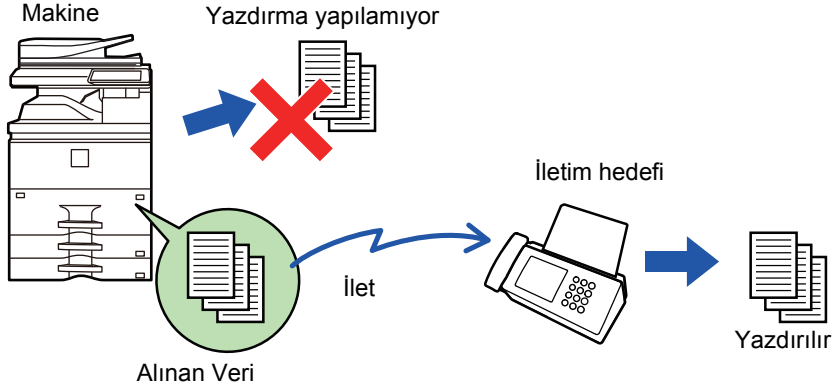 Makine
Yazdırma yapılamıyor
İletim hedefi
İlet
Yazdırılır
Alınan Veri